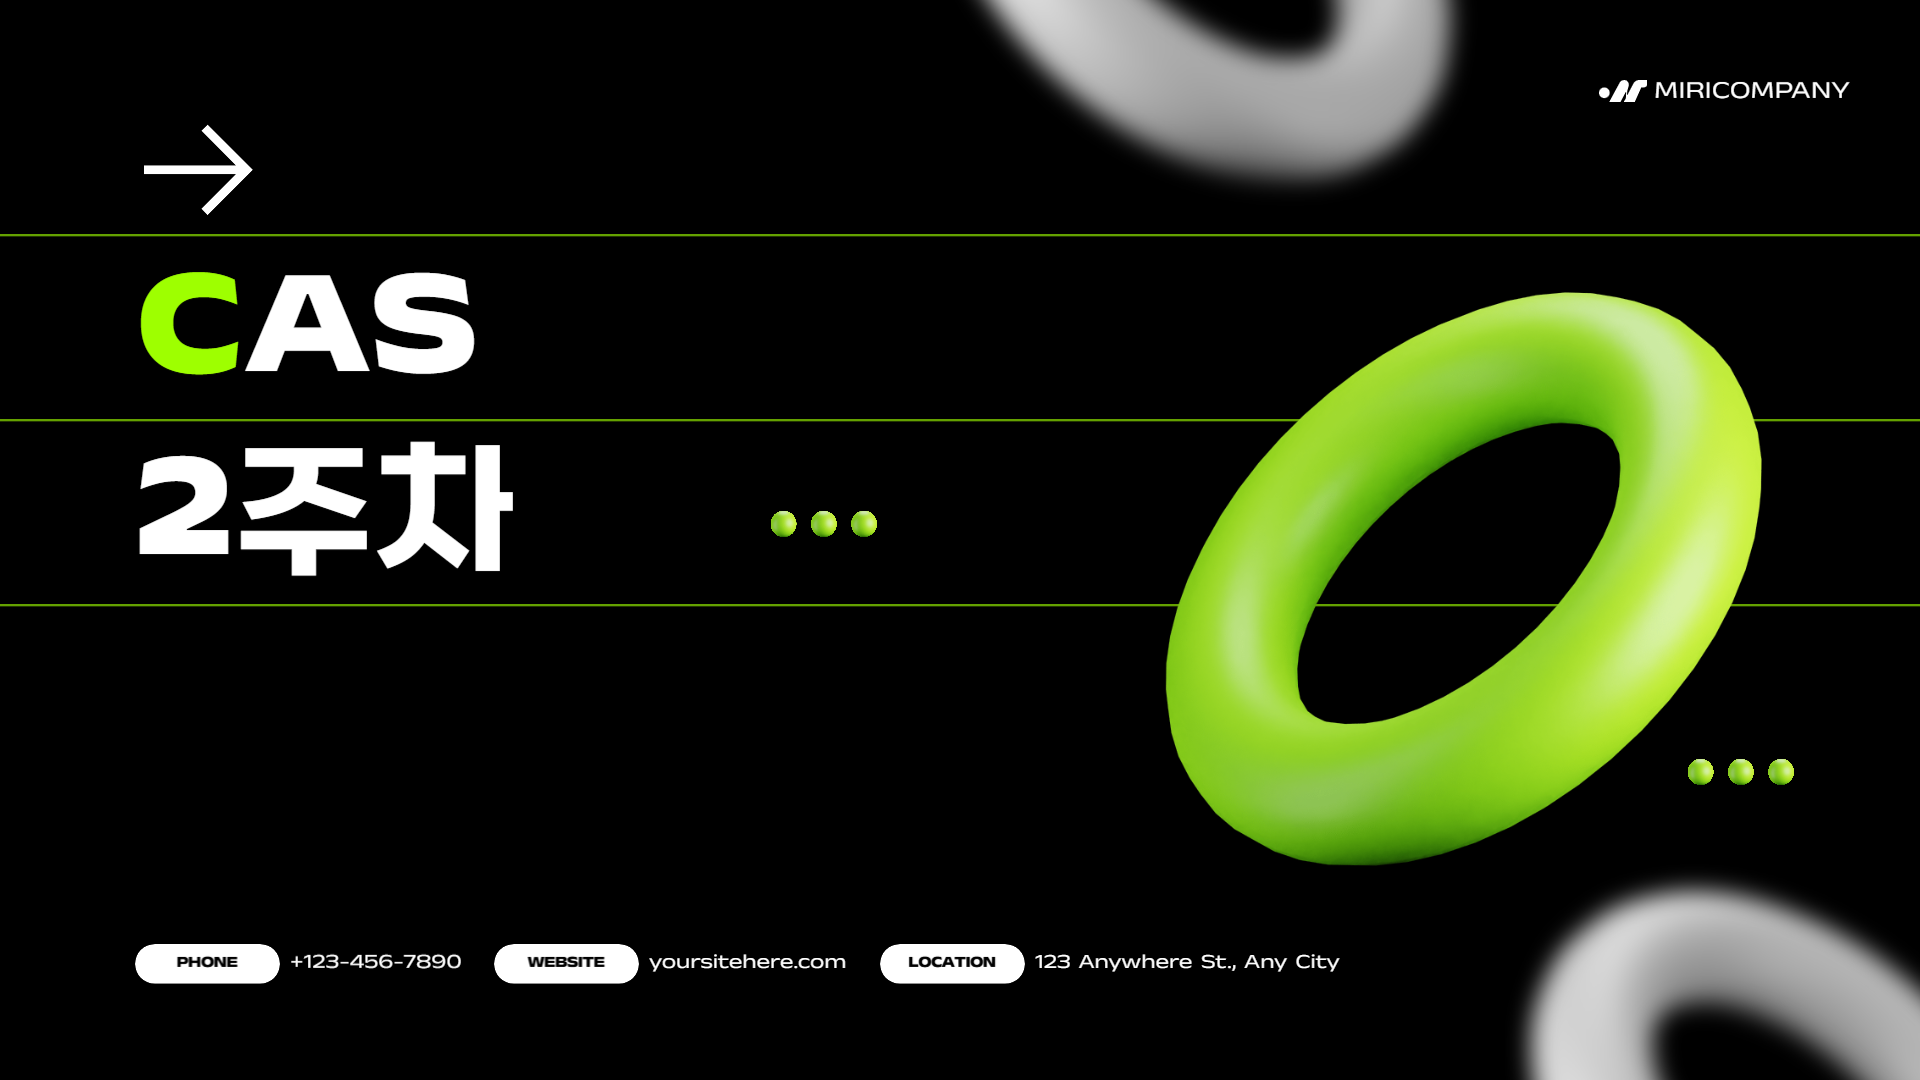 MIRICOMPANY
CAS
2주차
PHONE +123-456-7890 WEBSITE yoursitehere.com LOCATION 123 Anywhere St., Any City